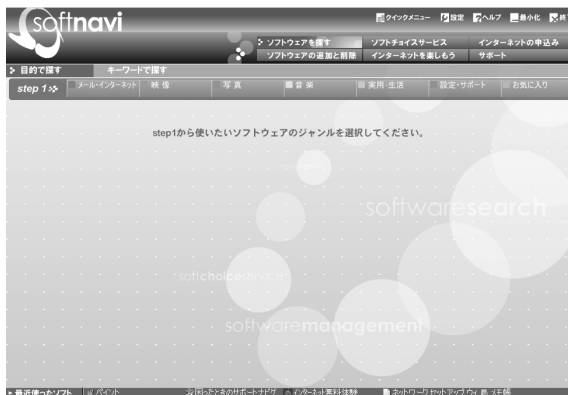 softnavi
クイックメニュー 設定 ヘルプ 最小化
ソフトウェアを探す ソフトチョイスサービス インターネットの申込み
ソフトウェアの追加と削除 インターネットを楽しもう サポート
目的で探す キーワードで探す
step 1 メール・インターネット 映像 写真 音楽 実用・生活 設定・サポート お気に入り
step1から使いたいソフトウェアのジャンルを選択してください。
softwaresearch
softchoiceservice
softwaremanagement
最近使ったソフト ペイント 困ったときのサポートナビゲ インターネット無料体験 ネットワークセットアップ ウィ メモ帳